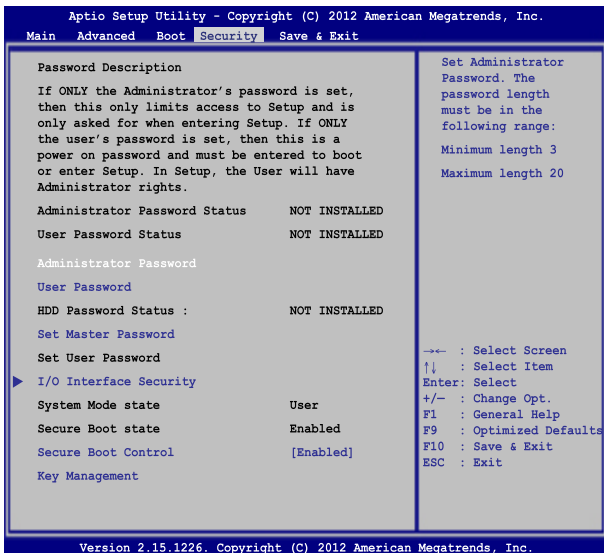 Aptio Setup Utility - Copyright (C) 2012 American Megatrends, Inc.
Main Advanced Boot Security Save & Exit
Password Description
If ONLY the Administrator's password is set,
then this only limits access to Setup and is
only asked for when entering Setup. If ONLY
the user's password is set, then this is a
power on password and must be entered to boot
or enter Setup. In Setup, the User will have
Administrator rights.
Administrator Password Status NOT INSTALLED
User Password Status NOT INSTALLED
Administrator Password
User Password
HDD Password Status : NOT INSTALLED
Set Master Password
Set User Password
I/O Interface Security
System Mode state User
Secure Boot state Enabled
Secure Boot Control [Enabled]
Key Management
Set Administrator
Password. The
password length
must be in the
following range:
Minimum length 3
Maximum length 20
→← : Select Screen
↑↓ : Select Item
Enter: Select
+/— : Change Opt.
F1 : General Help
F9 : Optimized Defaults
F10 : Save & Exit
ESC : Exit
Version 2.15.1226. Copyright (C) 2012 American Megatrends, Inc.